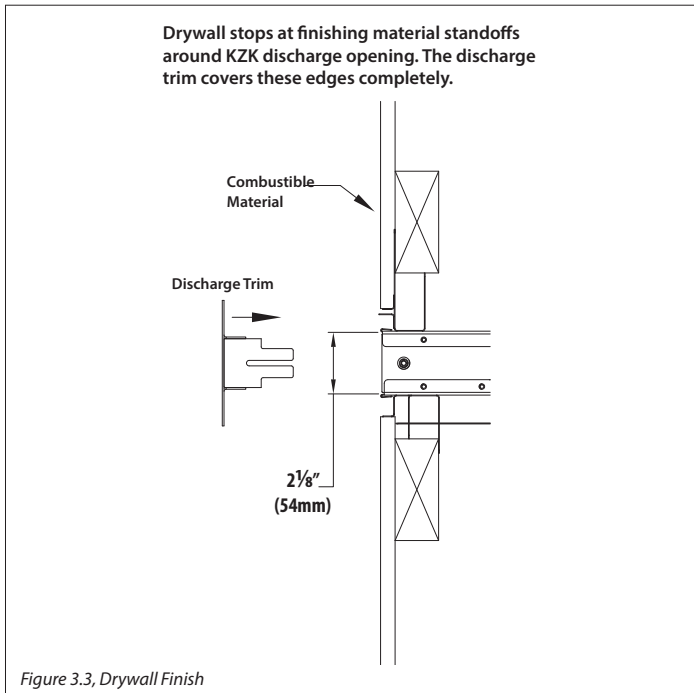 Drywall stops at finishing material standoffs
around KZK discharge opening. The discharge
trim covers these edges completely.
Combustible
Material
Discharge Trim
2⅛"
(54mm)
Figure 3.3, Drywall Finish